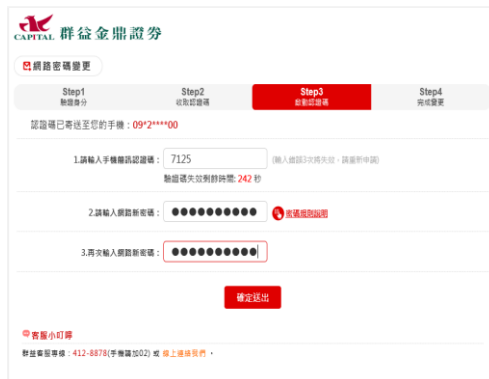 CAPITAL 群益金鼎證券
網路密碼變更
Step1 Step2 Step3 Step4
驗證身分 收取認證碼 啟動認證碼 完成變更
認證碼已寄送至您的手機：09*2****00
1.請輸入手機簡訊認證碼： 7125 (輸入錯誤3次將失效，請重新申請)
驗證碼失效剩餘時間: 242 秒
2.請輸入網路新密碼： ●●●●●●●●●● 密碼規則說明
3.再次輸入網路新密碼： ●●●●●●●●●●
確定送出
客服小叮嚀
群益客服專線：412-8878(手機請加02) 或 線上連絡我們 。